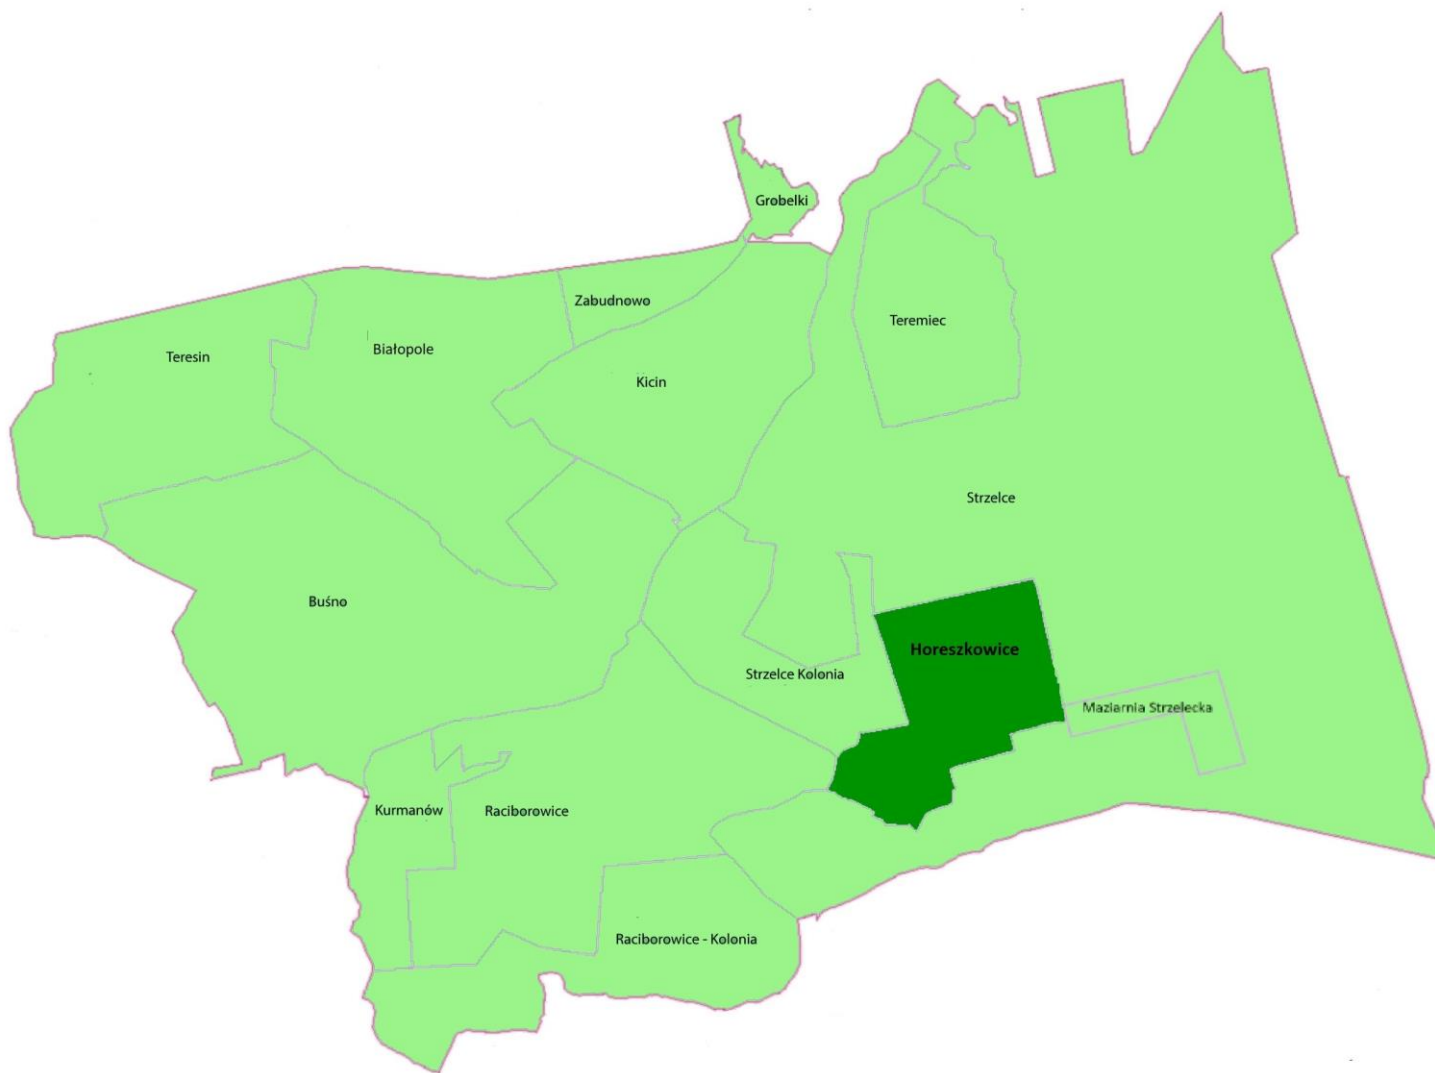 Grobelki
Zabudnowo
Teremiec
Białopole
Teresin
Kicin
Strzelce
Buśno
Horeszkowice
Strzelce Kolonia
Maziarnia Strzelecka
Kurmanów
Raciborowice
Raciborowice - Kolonia